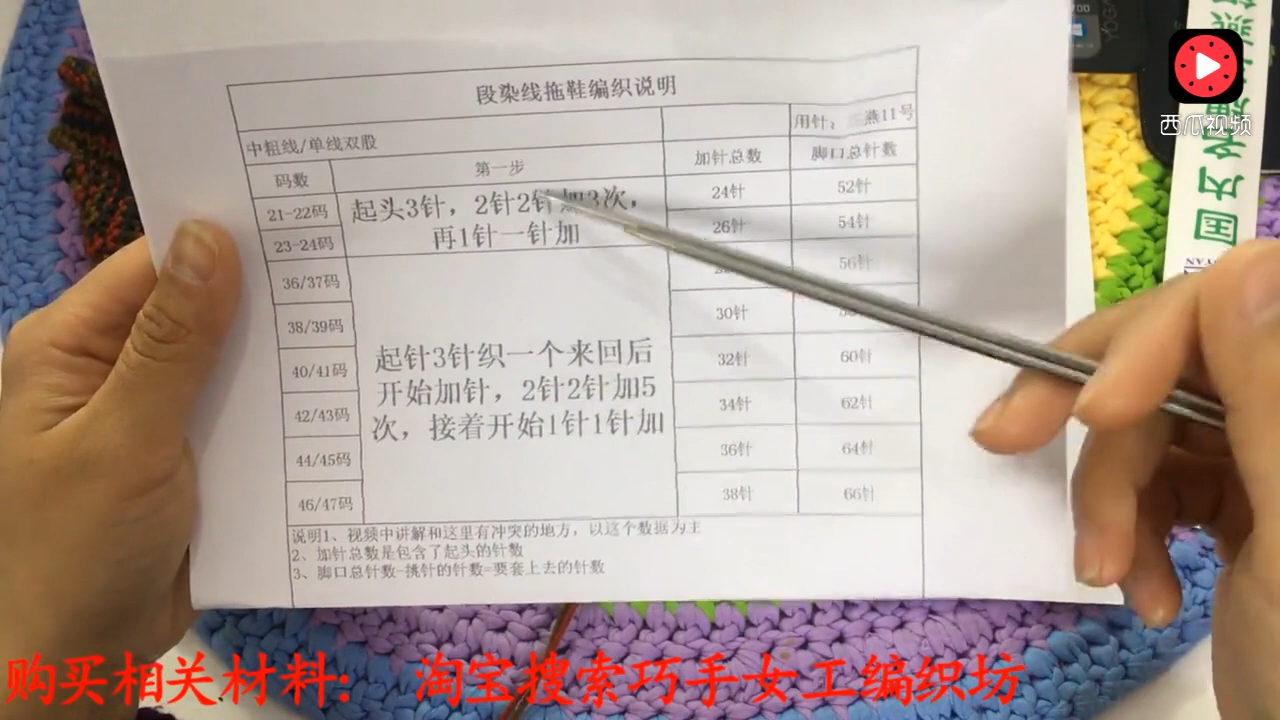 西瓜视频
国内名牌
YOGA
段染线拖鞋编织说明
中粗线/单线双股
用针: 燕11号
码数 第一步 加针总数 脚口总针数
21-22码 起头3针，2针2针加3次， 24针 52针
23-24码 再1针一针加 26针 54针
36/37码 56针
38/39码 30针
40/41码 起针3针织一个来回后 32针 60针
42/43码 开始加针，2针2针加5 34针 62针
44/45码 次，接着开始1针1针加 36针 64针
46/47码 38针 66针
说明1、视频中讲解和这里有冲突的地方，以这个数据为主
2、加针总数是包含了起头的针数
3、脚口总针数-挑针的针数=要套上去的针数
购买相关材料： 淘宝搜索巧手女工编织坊